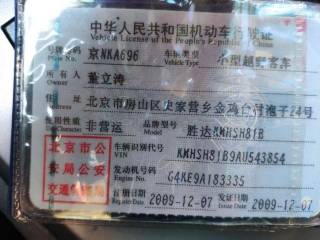 中华人民共和国机动车行驶证
Vehicle License of the People's Republic of China
号牌号码 京NKA696 车辆类型 Vehicle Type 小型越野客车
所有人 董立涛
住址 北京市房山区史家营乡金鸡台村泡子24号
使用性质 非营运 品牌型号 Model 胜达KMHSH81B
北京市公安局公安交通管理局
车辆识别代号 VIN KMHSH81B9AU543854
发动机号码 Engine No. G4KE9A183335
注册日期 Register Date 2009-12-07 发证日期 Issue Date 2009-12-07